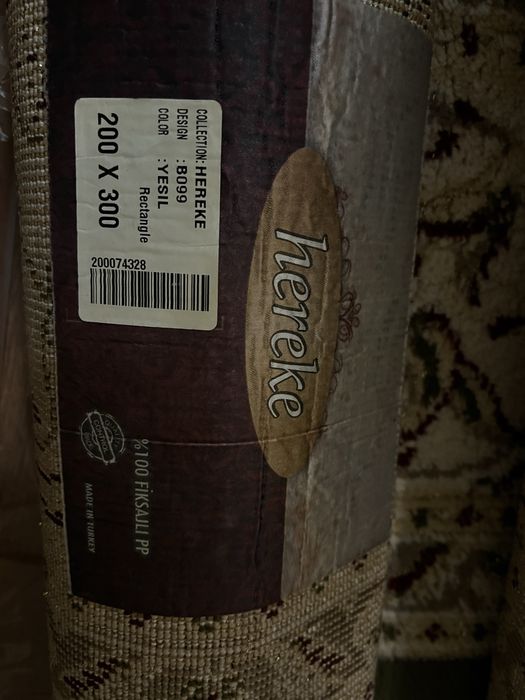 COLLECTION: HEREKE
DESIGN : B099
COLOR : YESIL
Rectangle
200 X 300
200074328
hereke
%100 FİKSAJLI PP
MADE IN TURKEY